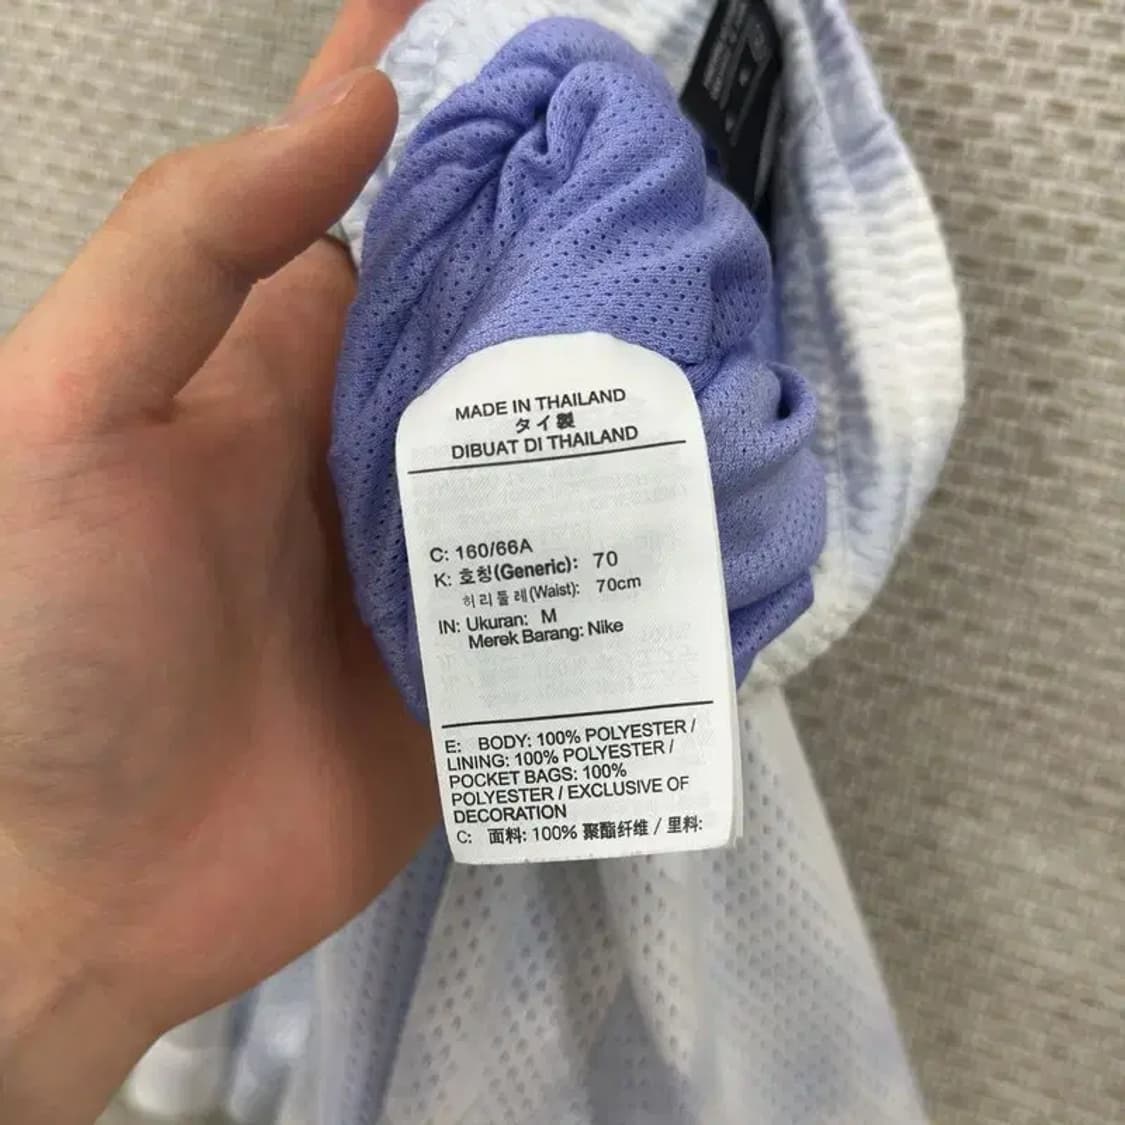 MADE IN THAILAND
タイ製
DIBUAT DI THAILAND
C: 160/66A
K: 호칭(Generic): 70
허리둘레(Waist): 70cm
IN: Ukuran: M
Merek Barang: Nike
E: BODY: 100% POLYESTER /
LINING: 100% POLYESTER /
POCKET BAGS: 100%
POLYESTER / EXCLUSIVE OF
DECORATION
C: 面料: 100% 聚酯纤维 / 里料: